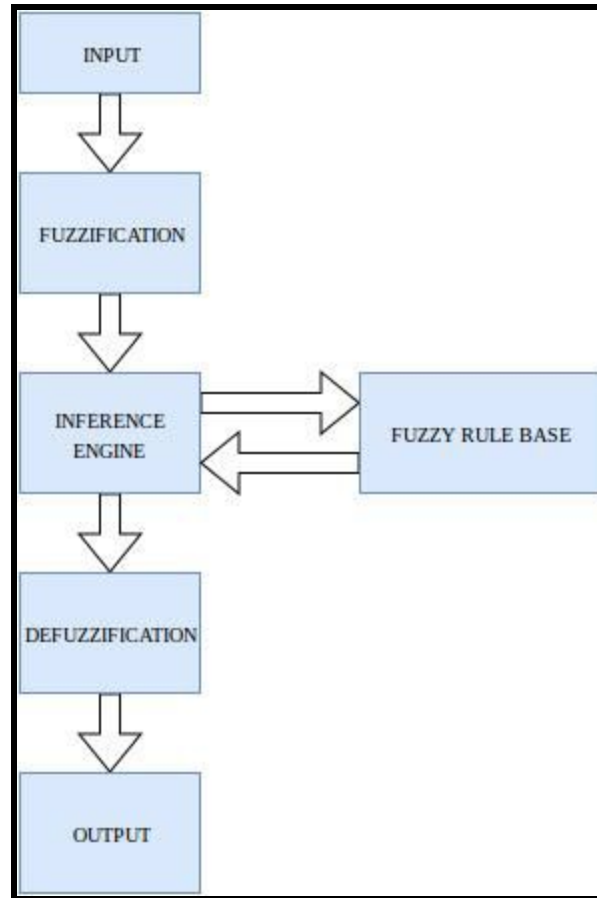 INPUT
FUZZIFICATION
INFERENCE
ENGINE
FUZZY RULE BASE
DEFUZZIFICATION
OUTPUT